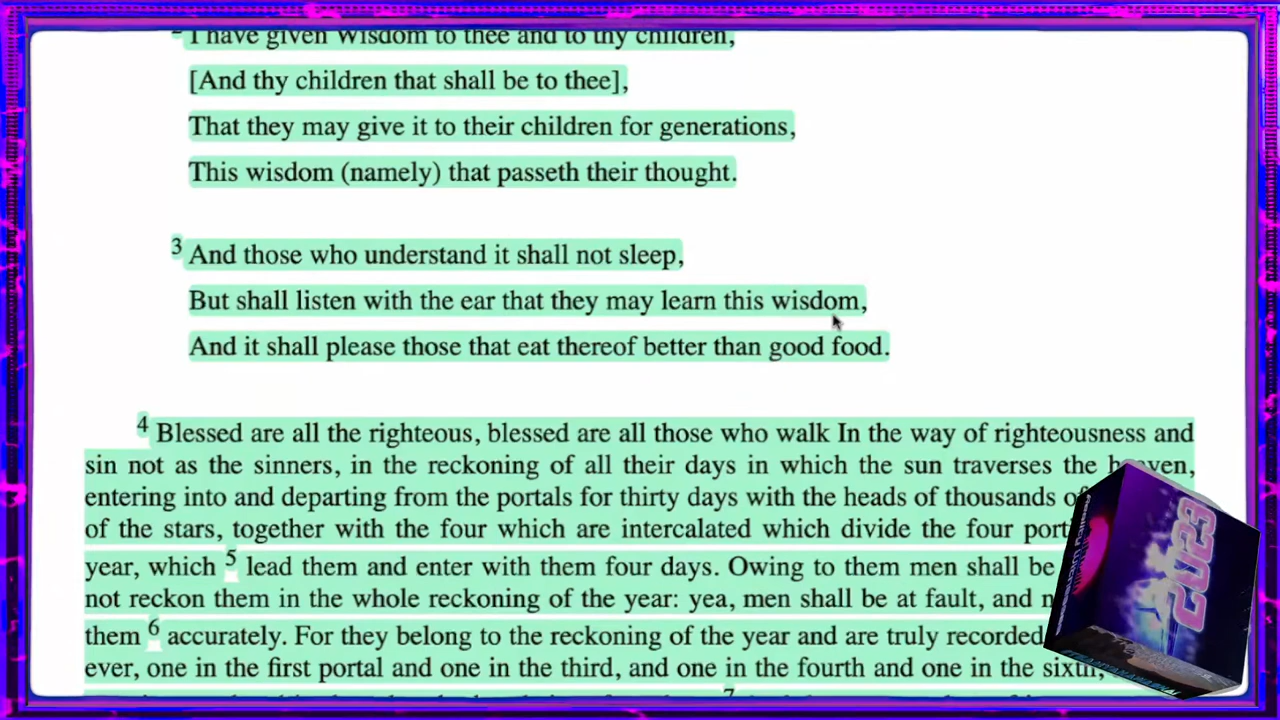 2 I have given Wisdom to thee and to thy children,
[And thy children that shall be to thee],
That they may give it to their children for generations,
This wisdom (namely) that passeth their thought.
3 And those who understand it shall not sleep,
But shall listen with the ear that they may learn this wisdom,
And it shall please those that eat thereof better than good food.
4 Blessed are all the righteous, blessed are all those who walk In the way of righteousness and
sin not as the sinners, in the reckoning of all their days in which the sun traverses the heaven,
entering into and departing from the portals for thirty days with the heads of thousands of
of the stars, together with the four which are intercalated which divide the four
year, which 5 lead them and enter with them four days. Owing to them men shall be
not reckon them in the whole reckoning of the year: yea, men shall be at fault, and
them 6 accurately. For they belong to the reckoning of the year and are truly recorded
ever, one in the first portal and one in the third, and one in the fourth and one in the sixth,
7
2023